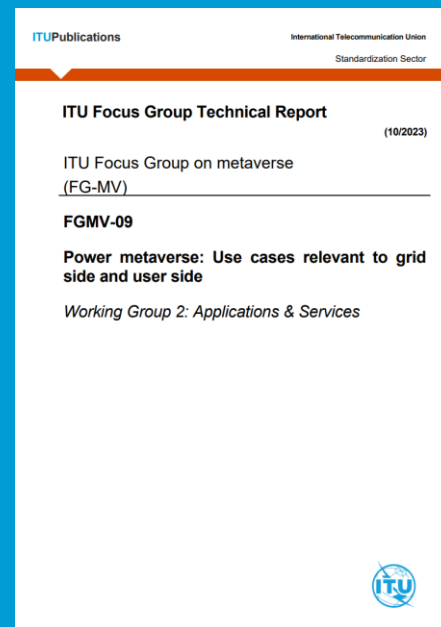 ITUPublications
International Telecommunication Union
Standardization Sector
ITU Focus Group Technical Report
(10/2023)
ITU Focus Group on metaverse
(FG-MV)
FGMV-09
Power metaverse: Use cases relevant to grid
side and user side
Working Group 2: Applications & Services
ITU